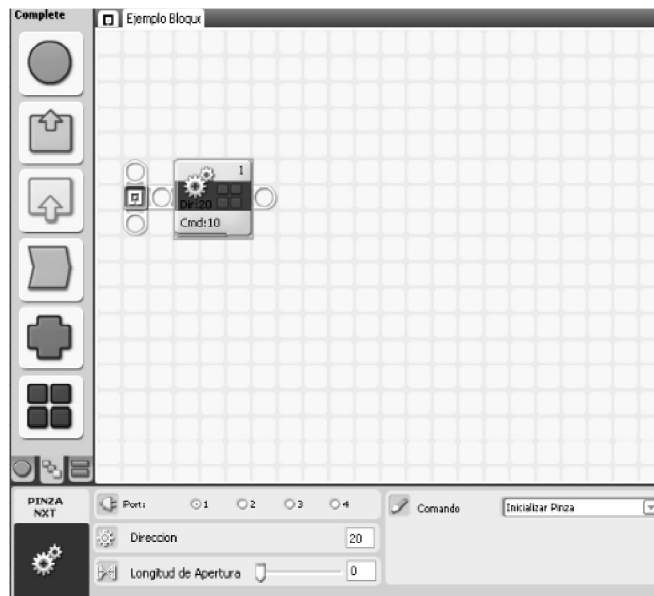 Complete
Ejemplo Bloque
1
Dir:20
Cmd:10
PINZA
NXT
Port: 1 2 3 4
Direccion 20
Longitud de Apertura 0
Comando Inicializar Pinza